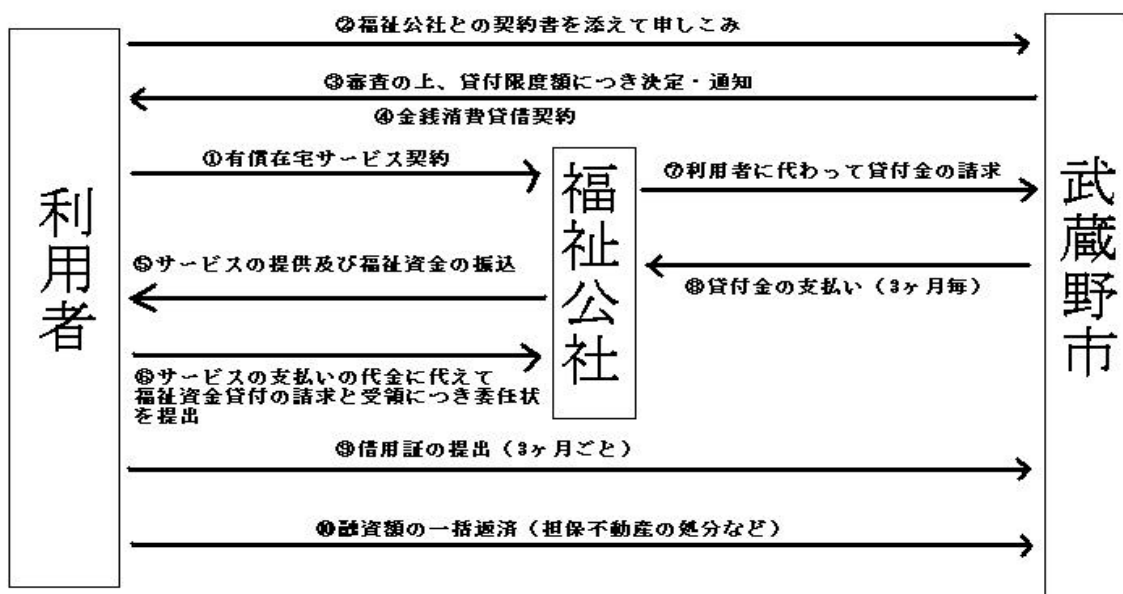 ②福祉公社との契約書を添えて申しこみ
③審査の上、貸付限度額につき決定・通知
④金銭消費貸借契約
①有償在宅サービス契約
⑦利用者に代わって貸付金の請求
利用者
福祉公社
武蔵野市
⑤サービスの提供及び福祉資金の振込
⑧貸付金の支払い（3ヶ月毎）
⑥サービスの支払いの代金に代えて
福祉資金貸付の請求と受領につき委任状
を提出
⑨借用証の提出（3ヶ月ごと）
⑩融資額の一括返済（担保不動産の処分など）